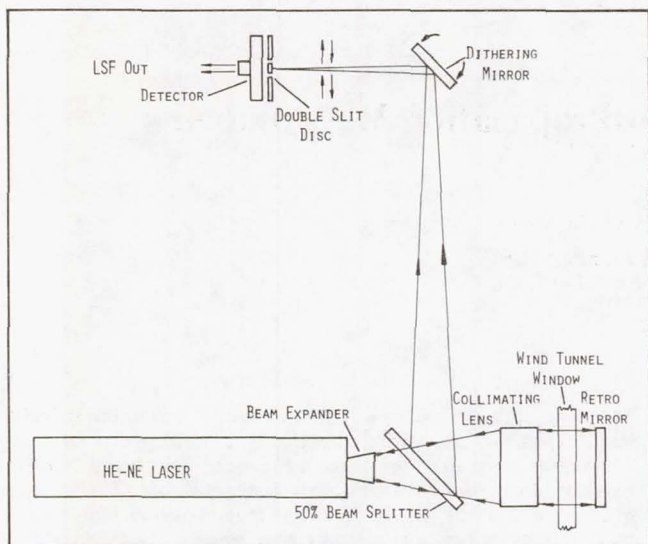 LSF OUT
DETECTOR
DOUBLE SLIT
DISC
DITHERING
MIRROR
WIND TUNNEL
WINDOW
COLLIMATING
LENS
RETRO
MIRROR
BEAM EXPANDER
HE-NE LASER
50% BEAM SPLITTER